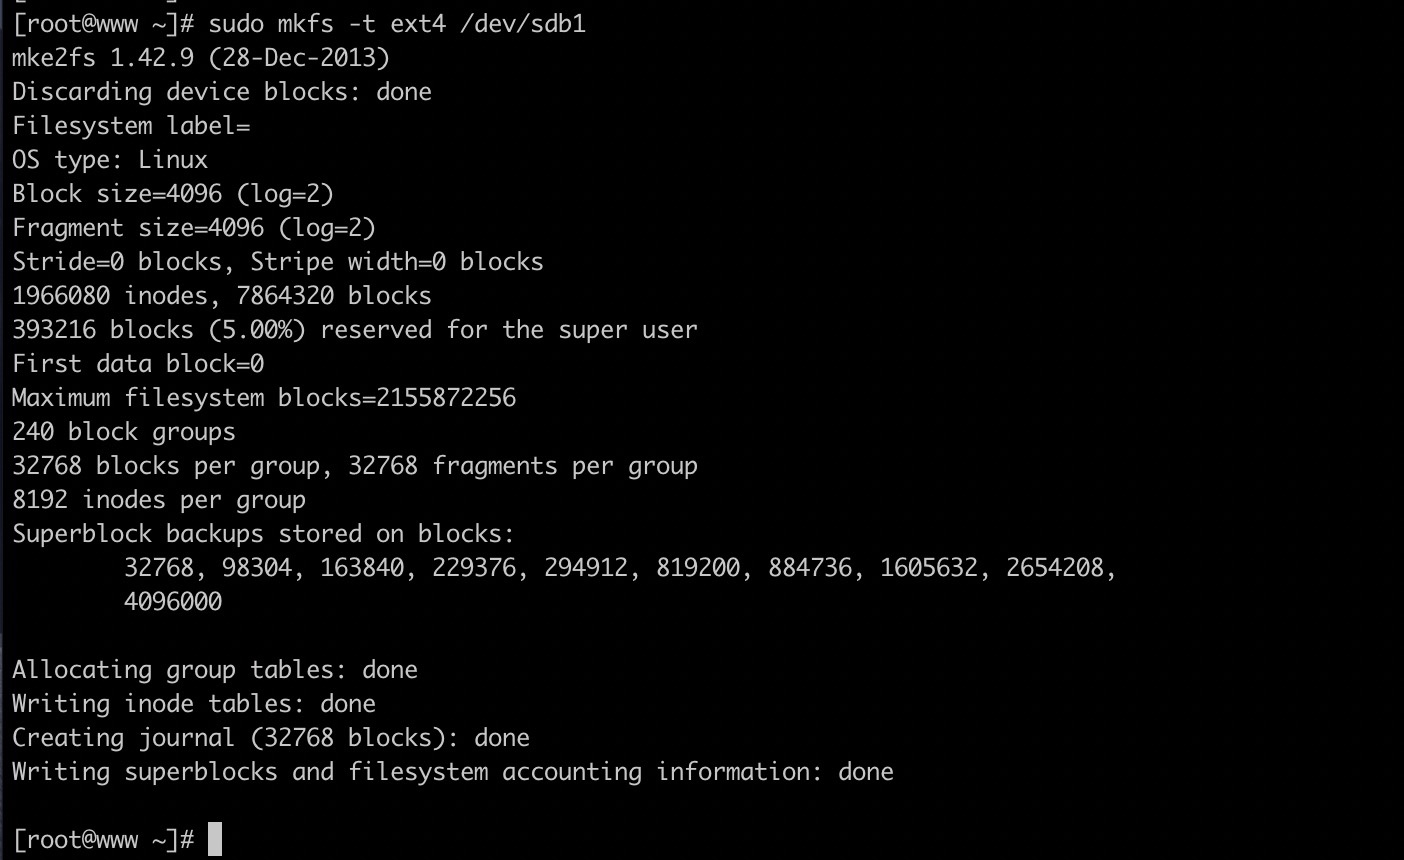 [root@www ~]# sudo mkfs -t ext4 /dev/sdb1
mke2fs 1.42.9 (28-Dec-2013)
Discarding device blocks: done
Filesystem label=
OS type: Linux
Block size=4096 (log=2)
Fragment size=4096 (log=2)
Stride=0 blocks, Stripe width=0 blocks
1966080 inodes, 7864320 blocks
393216 blocks (5.00%) reserved for the super user
First data block=0
Maximum filesystem blocks=2155872256
240 block groups
32768 blocks per group, 32768 fragments per group
8192 inodes per group
Superblock backups stored on blocks:
32768, 98304, 163840, 229376, 294912, 819200, 884736, 1605632, 2654208,
4096000
Allocating group tables: done
Writing inode tables: done
Creating journal (32768 blocks): done
Writing superblocks and filesystem accounting information: done
[root@www ~]#